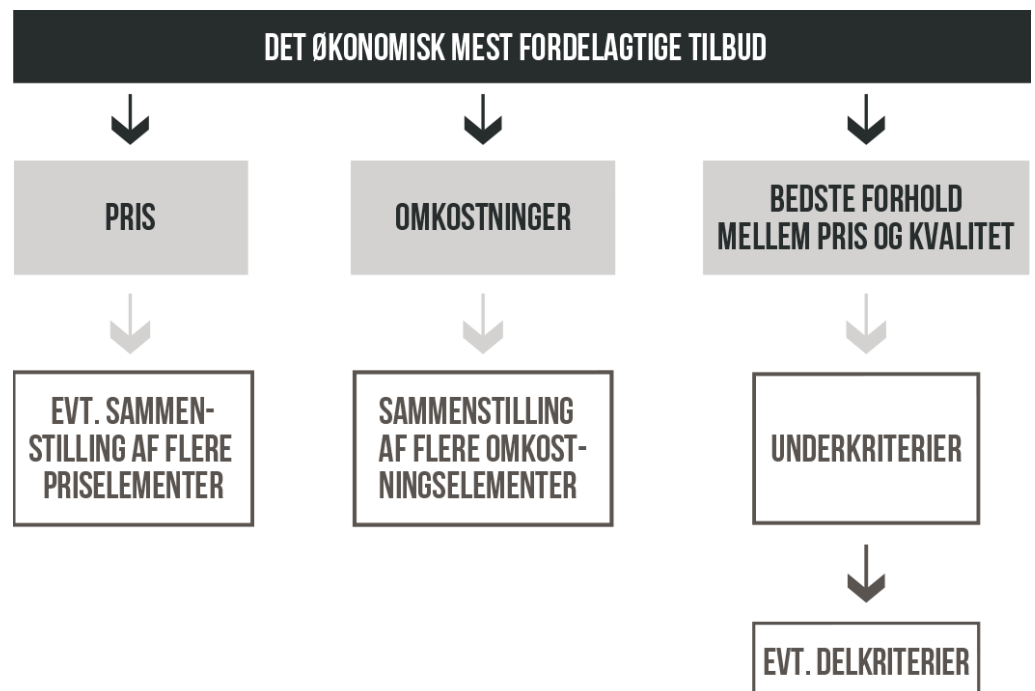 DET ØKONOMISK MEST FORDELAGTIGE TILBUD
PRIS
OMKOSTNINGER
BEDSTE FORHOLD
MELLEM PRIS OG KVALITET
EVT. SAMMEN-
STILLING AF FLERE
PRISELEMENTER
SAMMENSTILLING
AF FLERE OMKOST-
NINGSELEMENTER
UNDERKRITERIER
EVT. DELKRITERIER